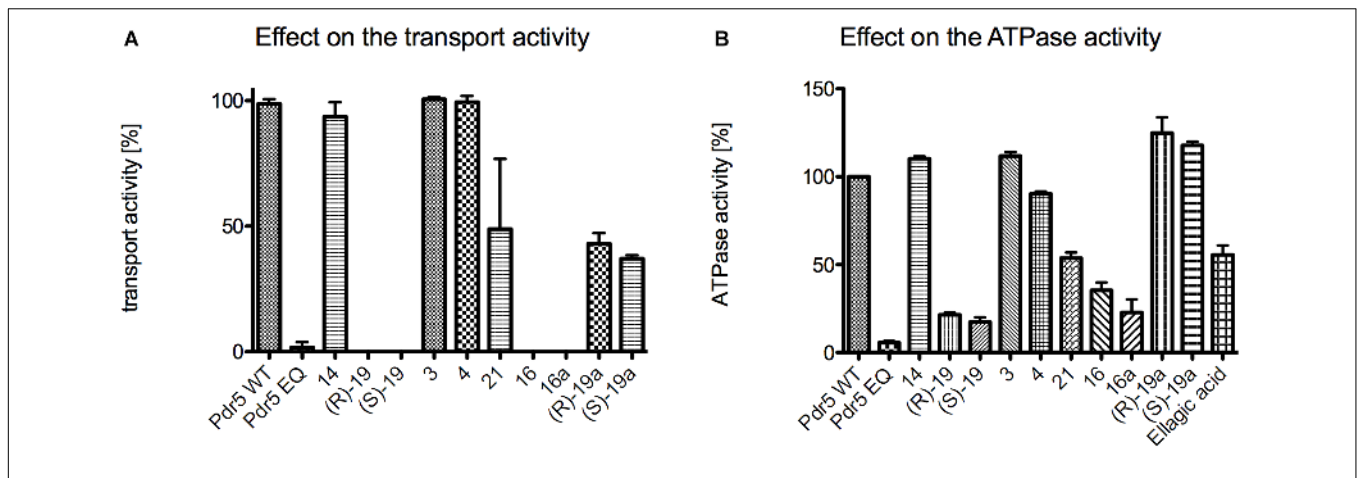 A
Effect on the transport activity
transport activity [%]
100
50
0
Pdr5 WT
Pdr5 EQ
14
(R)-19
(S)-19
3
4
21
16
16a
(R)-19a
(S)-19a
B
Effect on the ATPase activity
ATPase activity [%]
150
100
50
0
Pdr5 WT
Pdr5 EQ
14
(R)-19
(S)-19
3
4
21
16
16a
(R)-19a
(S)-19a
Ellagic acid